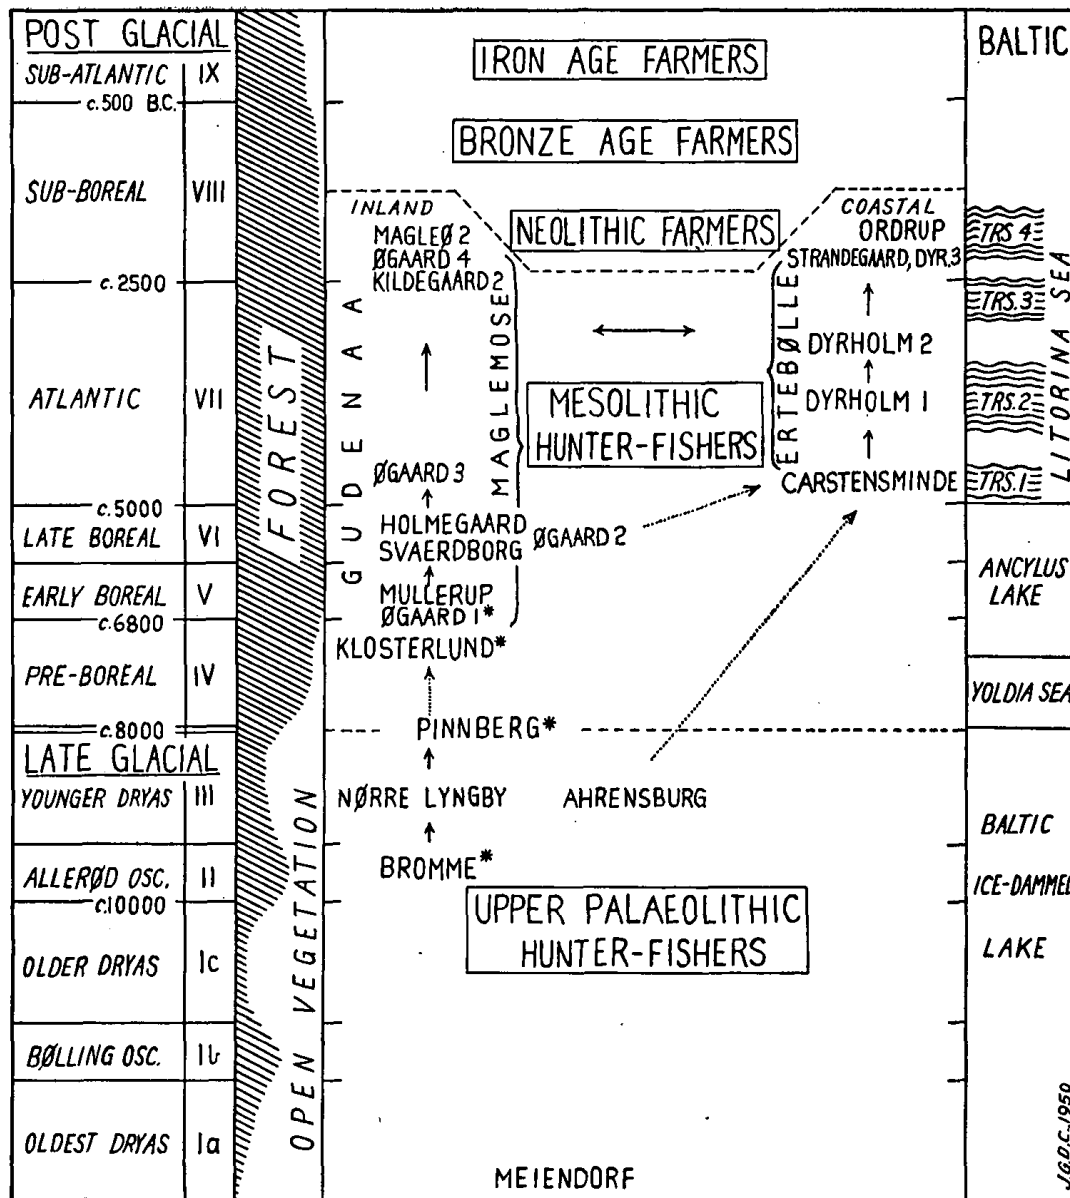 POST GLACIAL
SUB-ATLANTIC IX
c.500 B.C.
SUB-BOREAL VIII
c.2500
ATLANTIC VII
c.5000
LATE BOREAL VI
EARLY BOREAL V
c.6800
PRE-BOREAL IV
c.8000
LATE GLACIAL
YOUNGER DRYAS III
ALLERØD OSC. II
c.10000
OLDER DRYAS Ic
BØLLING OSC. Ib
OLDEST DRYAS Ia
FOREST
OPEN VEGETATION
IRON AGE FARMERS
BRONZE AGE FARMERS
NEOLITHIC FARMERS
INLAND
MAGLEØ 2
ØGAARD 4
KILDEGAARD 2
GUDENAA
MAGLEMOSE
ØGAARD 3
HOLMEGAARD
SVAERDBORG
ØGAARD 2
MULLERUP
ØGAARD 1*
KLOSTERLUND*
PINNBERG*
NØRRE LYNGBY
BROMME*
MESOLITHIC
HUNTER-FISHERS
COASTAL
ORDRUP
STRANDEGAARD, DYR.3
ERTEBØLLE
DYRHOLM 2
DYRHOLM 1
CARSTENSMINDE
AHRENSBURG
UPPER PALAEOLITHIC
HUNTER-FISHERS
MEIENDORF
BALTIC
TRS 4
TRS.3
TRS.2
TRS.1
LITORINA SEA
ANCYLUS
LAKE
YOLDIA SEA
BALTIC
ICE-DAMMED
LAKE
J.G.D.C. 1950